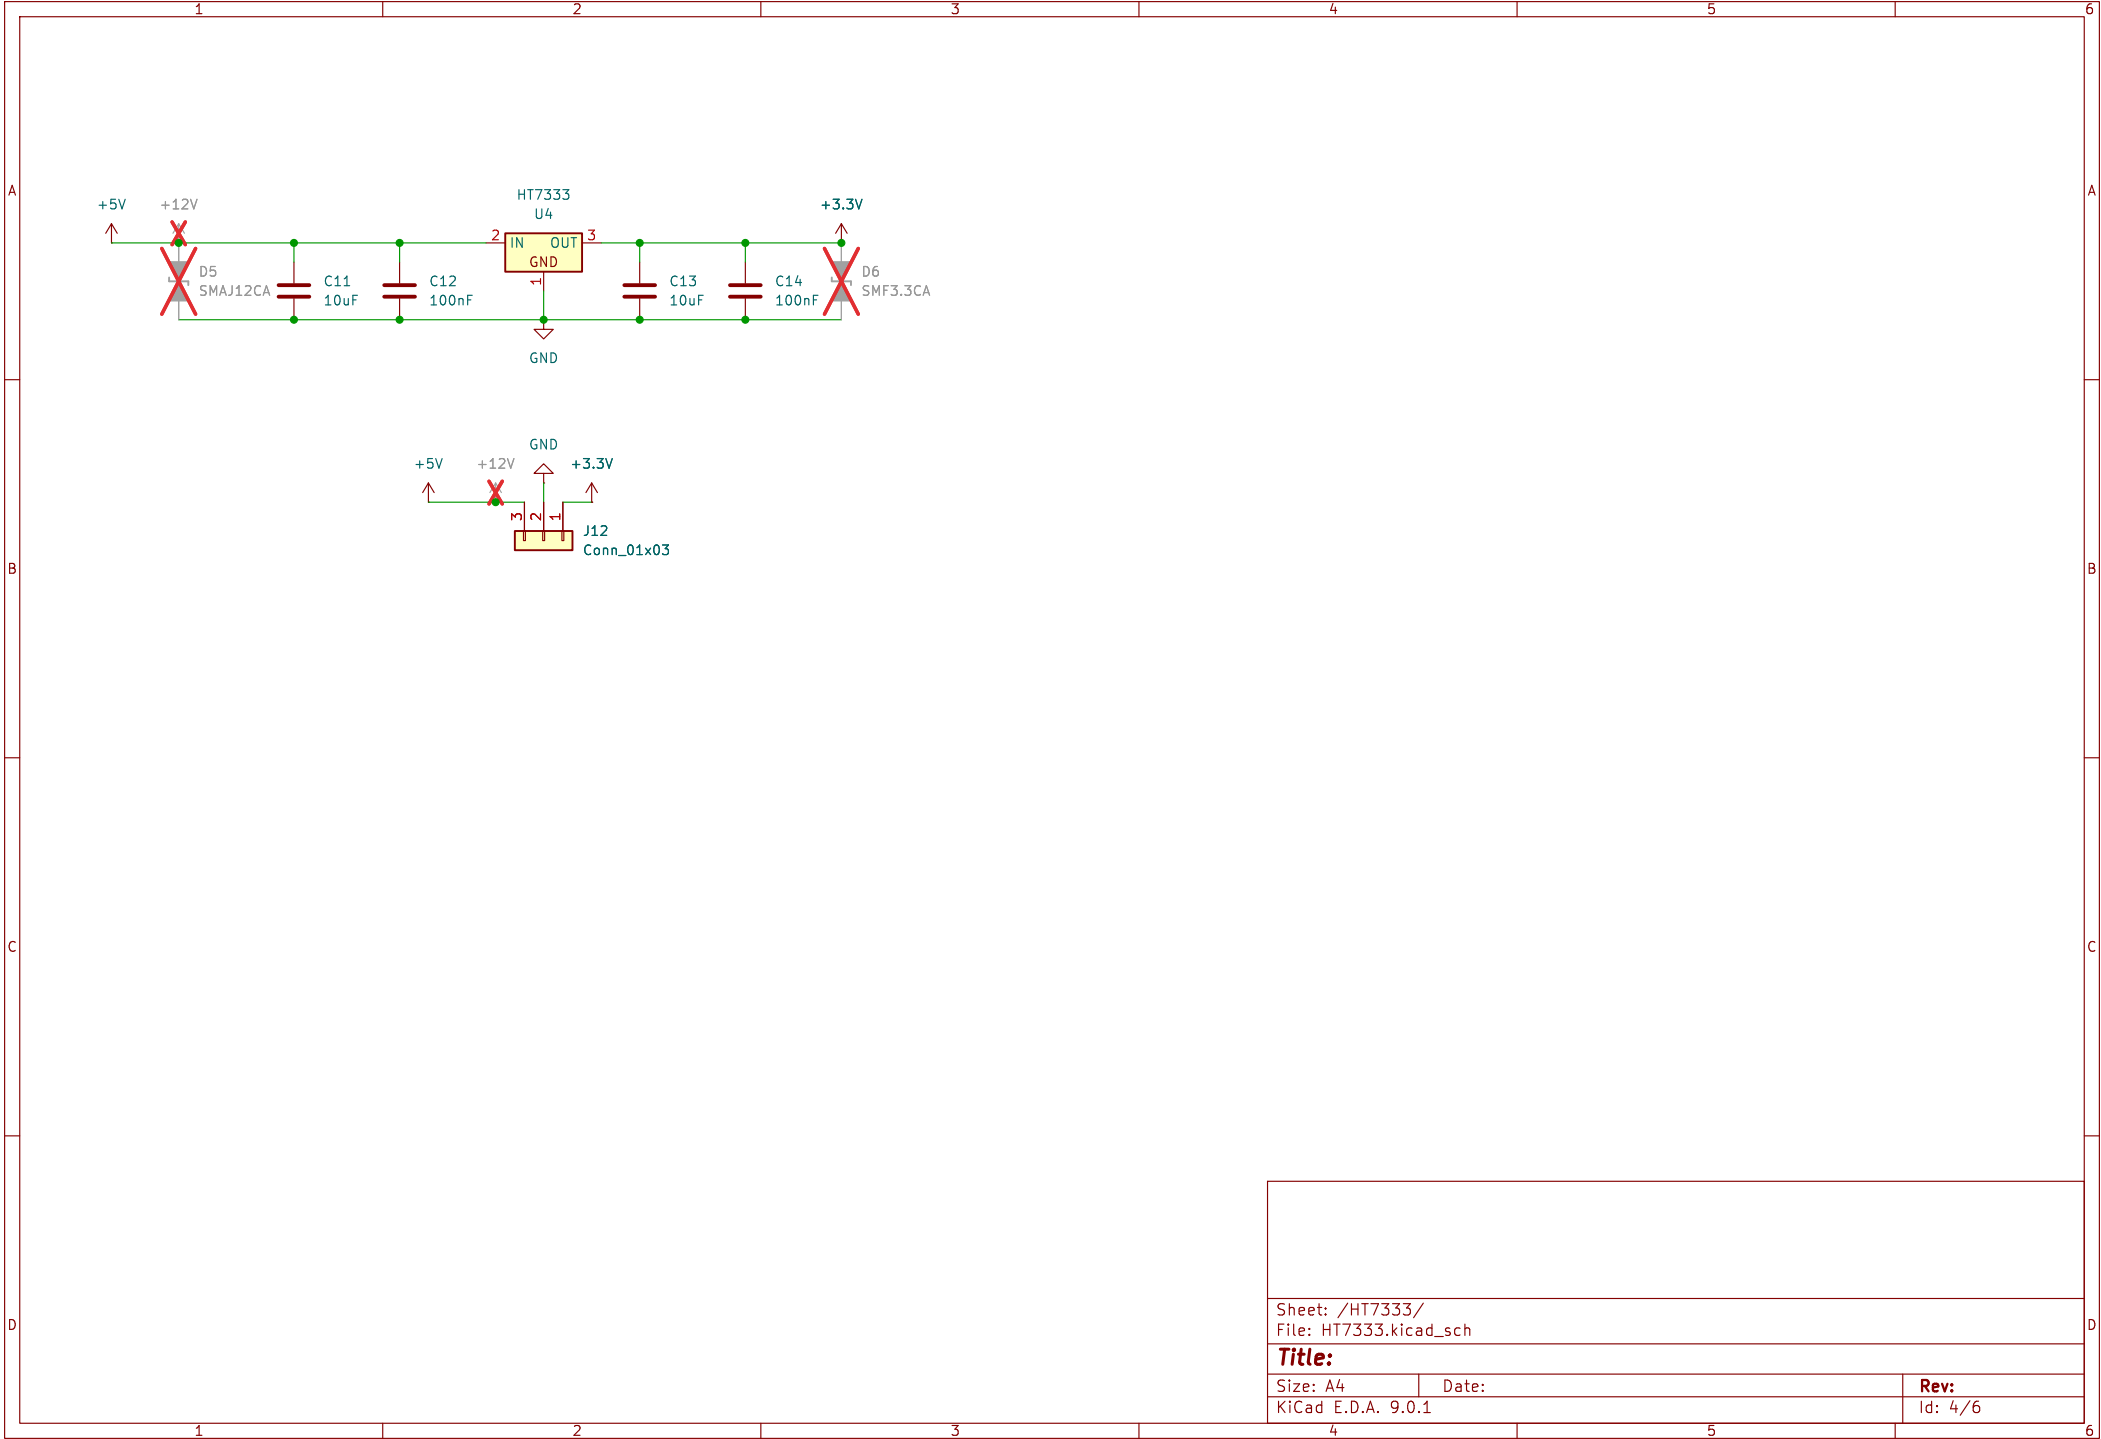 1 2 3 4 5 6
A A
HT7333
U4
+5V +12V +3.3V
2 IN OUT 3
GND
1
D5
SMAJ12CA
C11
10uF
C12
100nF
C13
10uF
C14
100nF
D6
SMF3.3CA
GND
GND
+5V +12V +3.3V
3 2 1
J12
Conn_01x03
B B
C C
D D
Sheet: /HT7333/
File: HT7333.kicad_sch
Title:
Size: A4 Date: Rev:
KiCad E.D.A. 9.0.1 Id: 4/6
1 2 3 4 5 6